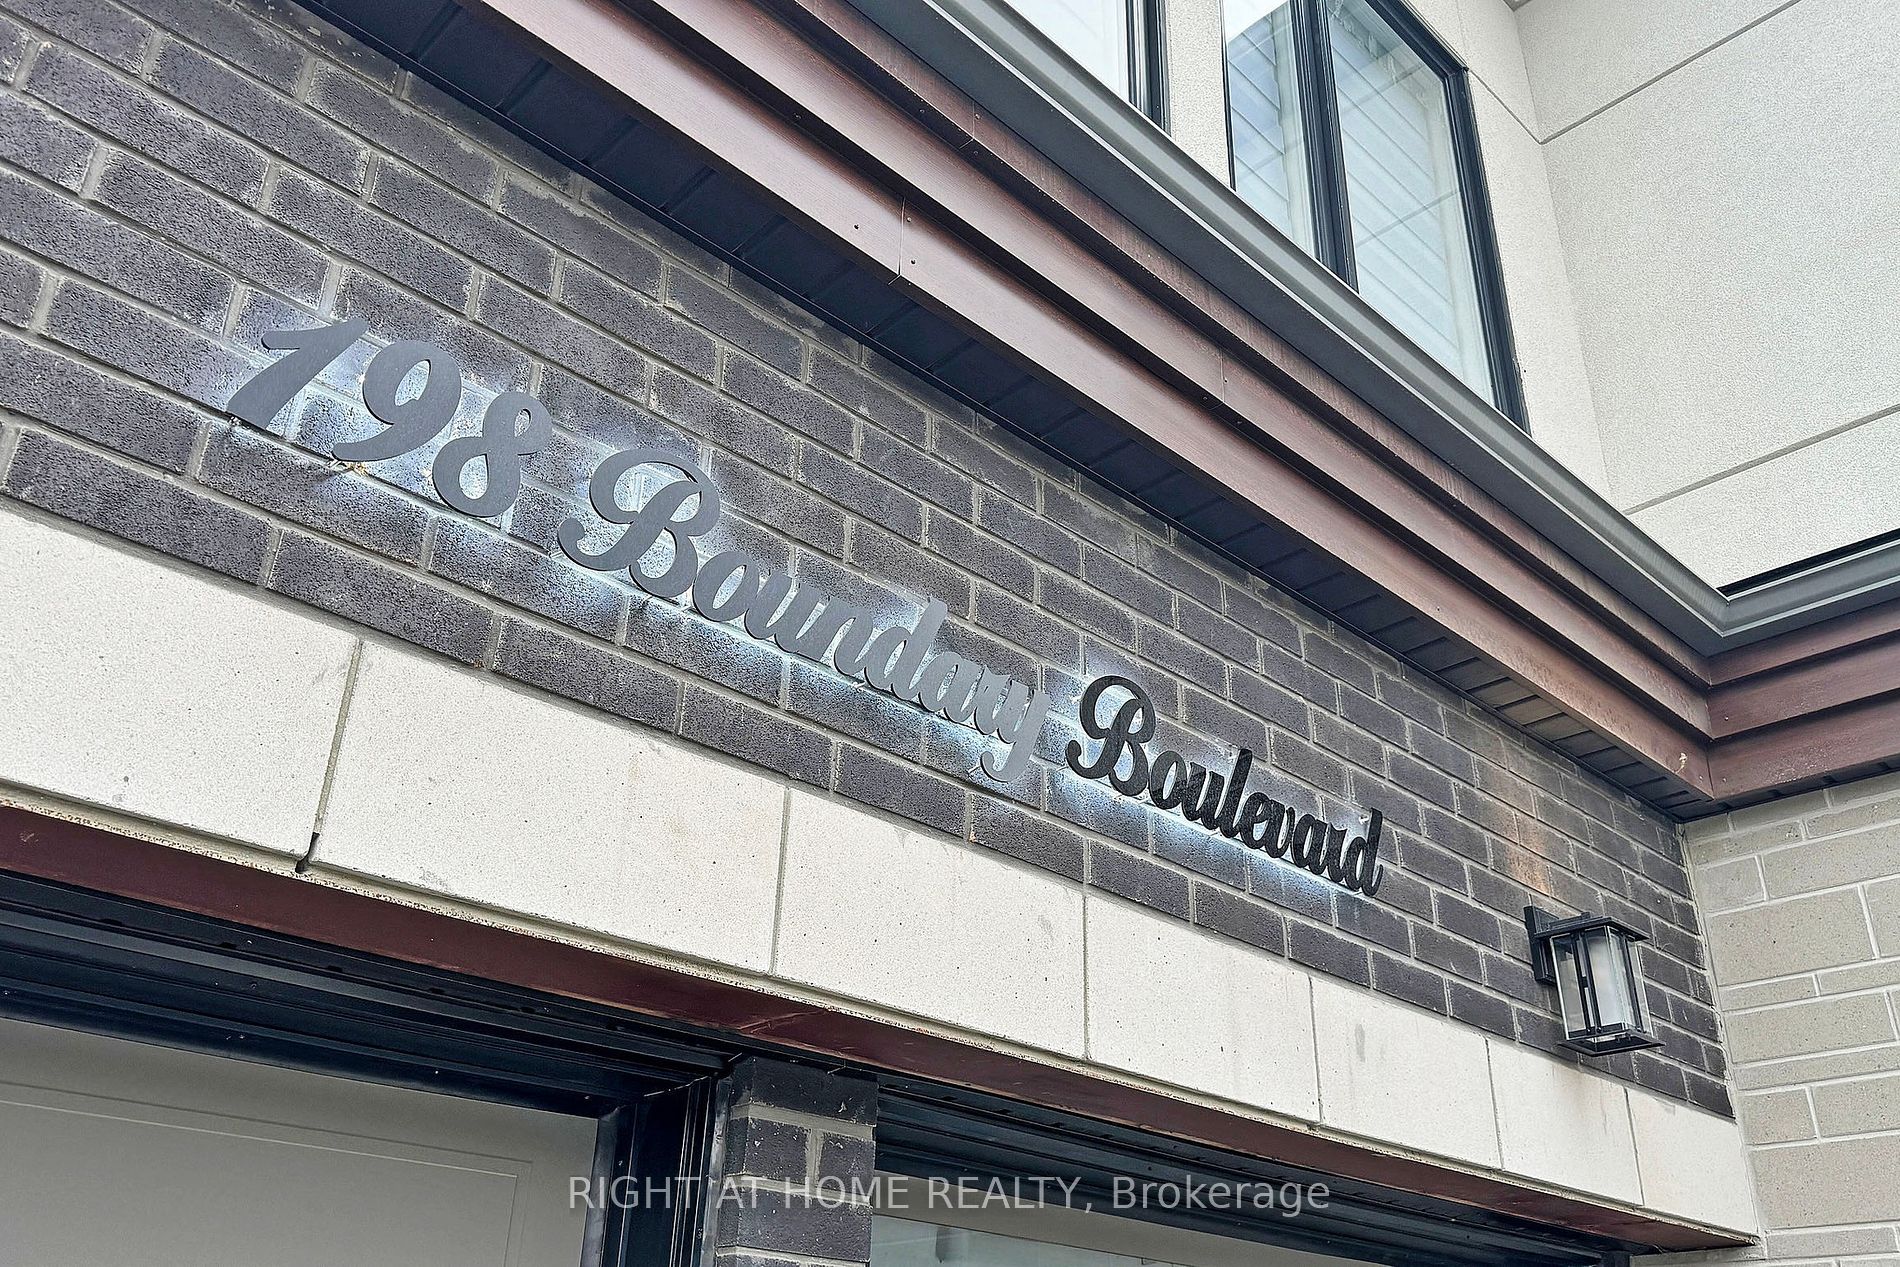 198 Boundary Boulevard
RIGHT AT HOME REALTY, Brokerage